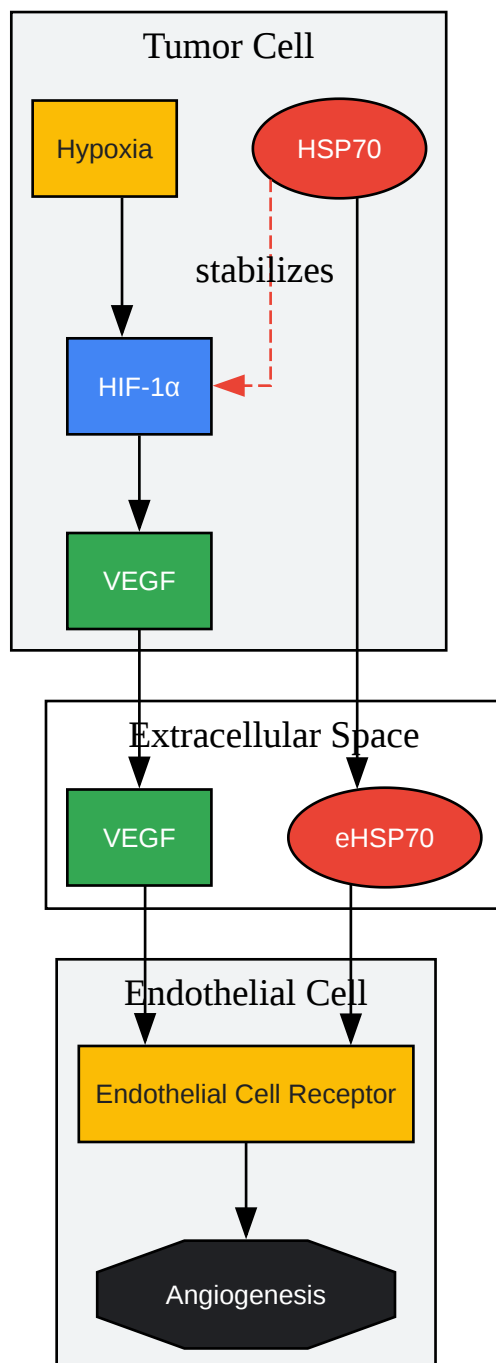 Tumor Cell
Hypoxia
HSP70
stabilizes
HIF-1α
VEGF
Extracellular Space
VEGF
eHSP70
Endothelial Cell
Endothelial Cell Receptor
Angiogenesis